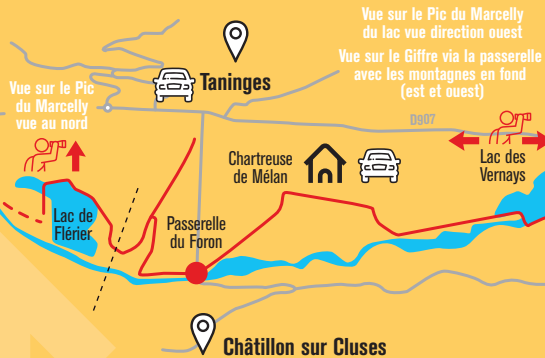 Vue sur le Pic du Marcelly
du lac vue direction ouest
Vue sur le Giffre via la passerelle
avec les montagnes en fond
(est et ouest)
Taninges
Vue sur le Pic
du Marcelly
vue au nord
D907
Chartreuse
de Mélan
Lac des
Vernays
Lac de
Flérier
Passerelle
du Foron
Châtillon sur Cluses